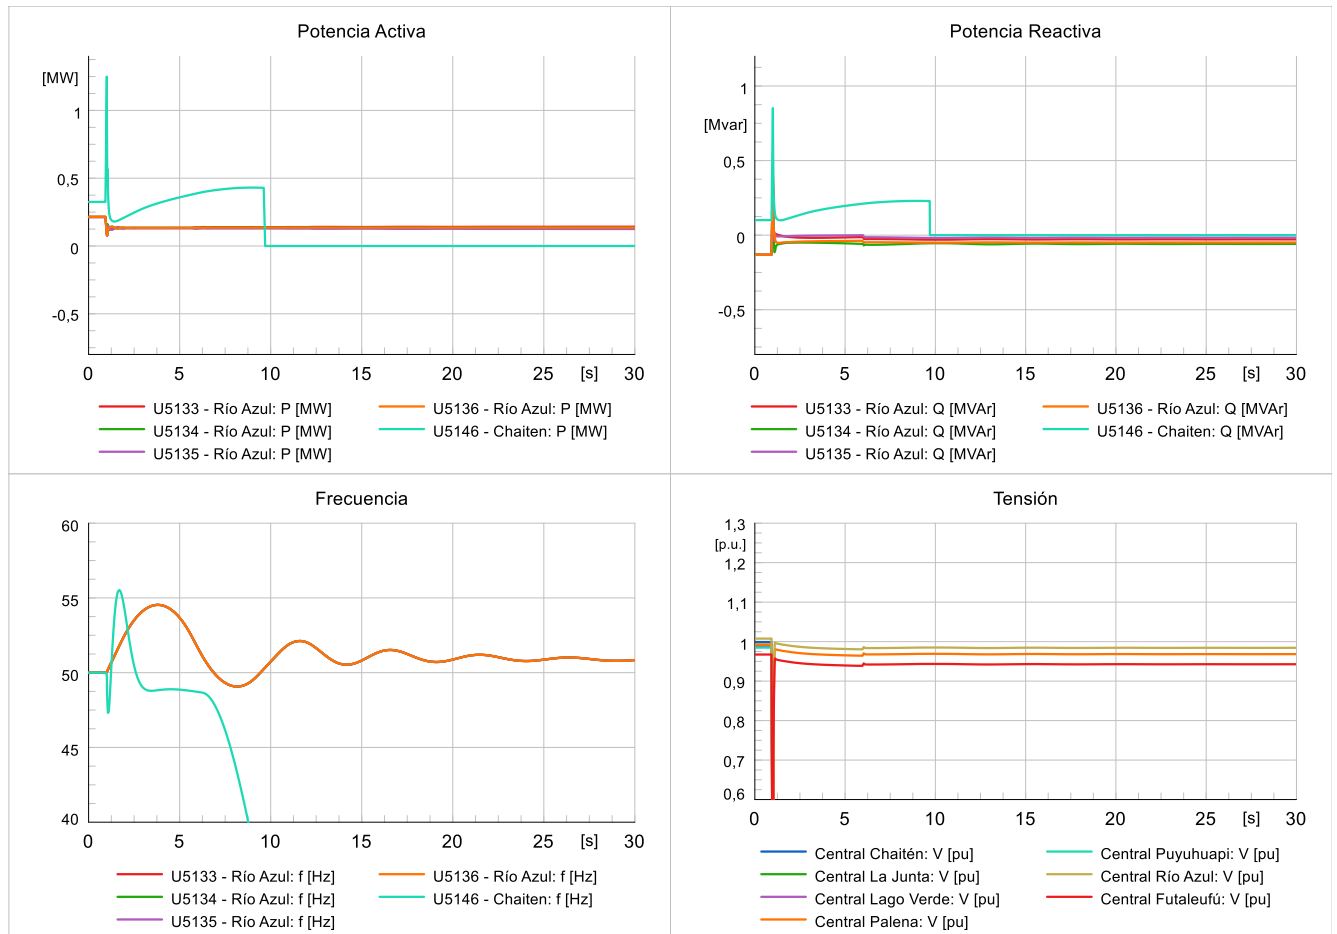 Potencia Activa
[MW]
1
0,5
0
-0,5
0 5 10 15 20 25 [s] 30
U5133 - Río Azul: P [MW] U5136 - Río Azul: P [MW]
U5134 - Río Azul: P [MW] U5146 - Chaiten: P [MW]
U5135 - Río Azul: P [MW]
Potencia Reactiva
1
[Mvar]
0,5
0
-0,5
0 5 10 15 20 25 [s] 30
U5133 - Río Azul: Q [MVAr] U5136 - Río Azul: Q [MVAr]
U5134 - Río Azul: Q [MVAr] U5146 - Chaiten: Q [MVAr]
U5135 - Río Azul: Q [MVAr]
Frecuencia
60
55
50
45
40
0 5 10 15 20 25 [s] 30
U5133 - Río Azul: f [Hz] U5136 - Río Azul: f [Hz]
U5134 - Río Azul: f [Hz] U5146 - Chaiten: f [Hz]
U5135 - Río Azul: f [Hz]
Tensión
1,3
[p.u.]
1,2
1,1
1
0,9
0,8
0,7
0,6
0 5 10 15 20 25 [s] 30
Central Chaitén: V [pu] Central Puyuhuapi: V [pu]
Central La Junta: V [pu] Central Río Azul: V [pu]
Central Lago Verde: V [pu] Central Futaleufú: V [pu]
Central Palena: V [pu]